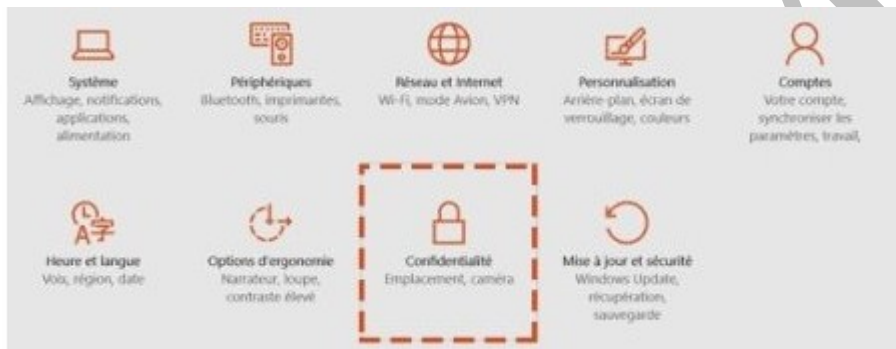 Système
Affichage, notifications,
applications,
alimentation
Périphériques
Bluetooth, imprimantes,
souris
Réseau et Internet
Wi-Fi, mode Avion, VPN
Personnalisation
Arrière-plan, écran de
verrouillage, couleurs
Comptes
Votre compte,
synchroniser les
paramètres, travail,
A字
Heure et langue
Voix, région, date
Options d'ergonomie
Narrateur, loupe,
contraste élevé
Confidentialité
Emplacement, caméra
Mise à jour et sécurité
Windows Update,
récupération,
sauvegarde